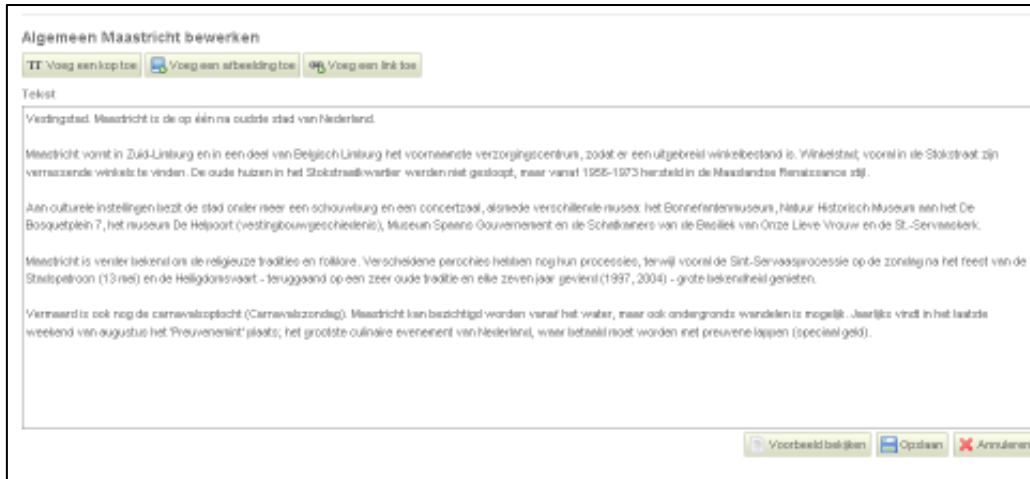 Algemeen Maastricht bewerken
TT Voeg een kop toe Voeg een afbeelding toe Voeg een link toe
Tekst
Vestingstad. Maastricht is de op één na oudste stad van Nederland.
Maastricht vormt in Zuid-Limburg en in een deel van Belgisch Limburg het voornaamste verzorgingscentrum, zodat er een uitgebreid winkelbestand is. Winkelstad; vooral in de Stokstraat zijn
verrassende winkels te vinden. De oude huizen in het Stokstraatkwartier werden niet gesloopt, maar vanaf 1956-1973 hersteld in de Maaslandse Renaissance stijl.
Aan culturele instellingen bezit de stad onder meer een schouwburg en een concertzaal, alsmede verschillende musea: het Bonnefantenmuseum, Natuur Historisch Museum aan het De
Bosquetplein 7, het museum De Helpoort (vestingbouwgeschiedenis), Museum Spaans Gouvernement en de Schatkamers van de Basiliek van Onze Lieve Vrouw en de St.-Servaaskerk.
Maastricht is verder bekend om de religieuze tradities en folklore. Verscheidene parochies hebben nog hun processies, terwijl vooral de Sint-Servaasprocessie op de zondag na het feest van de
Stadspatroon (13 mei) en de Heiligdomsvaart - teruggaand op een zeer oude traditie en elke zeven jaar gevierd (1997, 2004) - grote bekendheid genieten.
Vermaard is ook nog de carnavalsoptocht (Carnavalszondag). Maastricht kan bezichtigd worden vanaf het water, maar ook ondergronds wandelen is mogelijk. Jaarlijks vindt in het laatste
weekend van augustus het 'Preuvenemint' plaats; het grootste culinaire evenement van Nederland, waar betaald moet worden met preuvene lappen (speciaal geld).
Voorbeeld bekijken Opslaan Annuleren